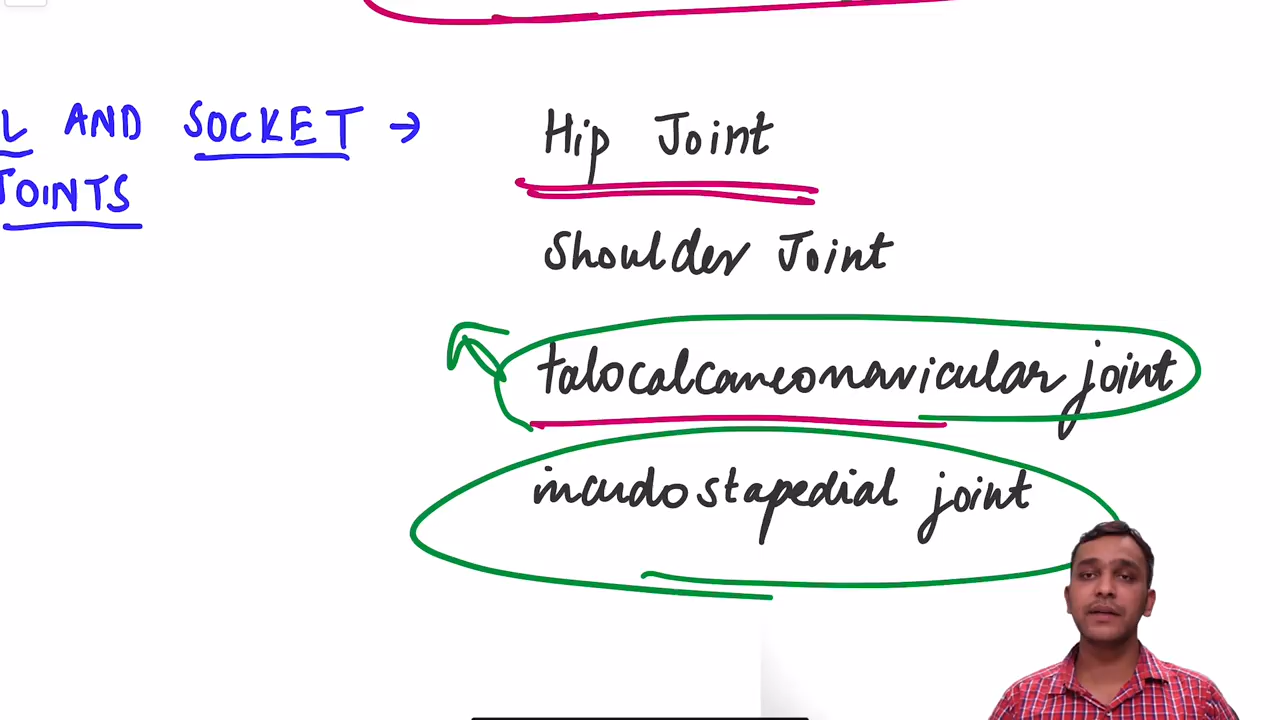 L AND SOCKET →
JOINTS
Hip Joint
Shoulder Joint
talocalcaneonavicular joint
incudostapedial joint